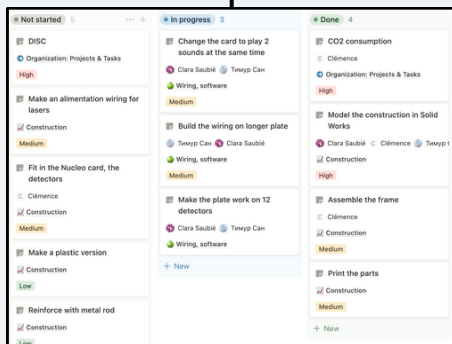 Not started 5
DISC
Organization: Projects & Tasks
High
Make an alimentation wiring for
lasers
Construction
Medium
Fit in the Nucleo card, the
detectors
C Clémence
Construction
Medium
Make a plastic version
Construction
Low
Reinforce with metal rod
Construction
Low
In progress 3
Change the card to play 2
sounds at the same time
Clara Saubié Тимур Сан
Wiring, software
Medium
Build the wiring on longer plate
Тимур Сан Clara Saubié
Wiring, software
Medium
Make the plate work on 12
detectors
Clara Saubié Тимур Сан
Wiring, software
+ New
Done 4
CO2 consumption
C Clémence
Organization: Projects & Tasks
High
Model the construction in Solid
Works
Clara Saubié C Clémence Тимур
Construction
High
Assemble the frame
C Clémence
Construction
Medium
Print the parts
Construction
Medium
+ New